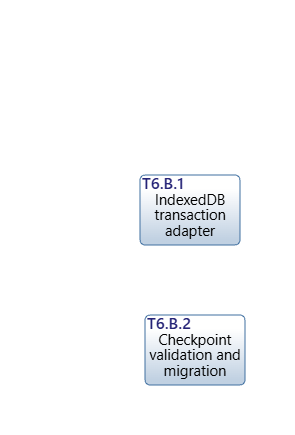 T6.B.1
IndexedDB
transaction
adapter
T6.B.2
Checkpoint
validation and
migration